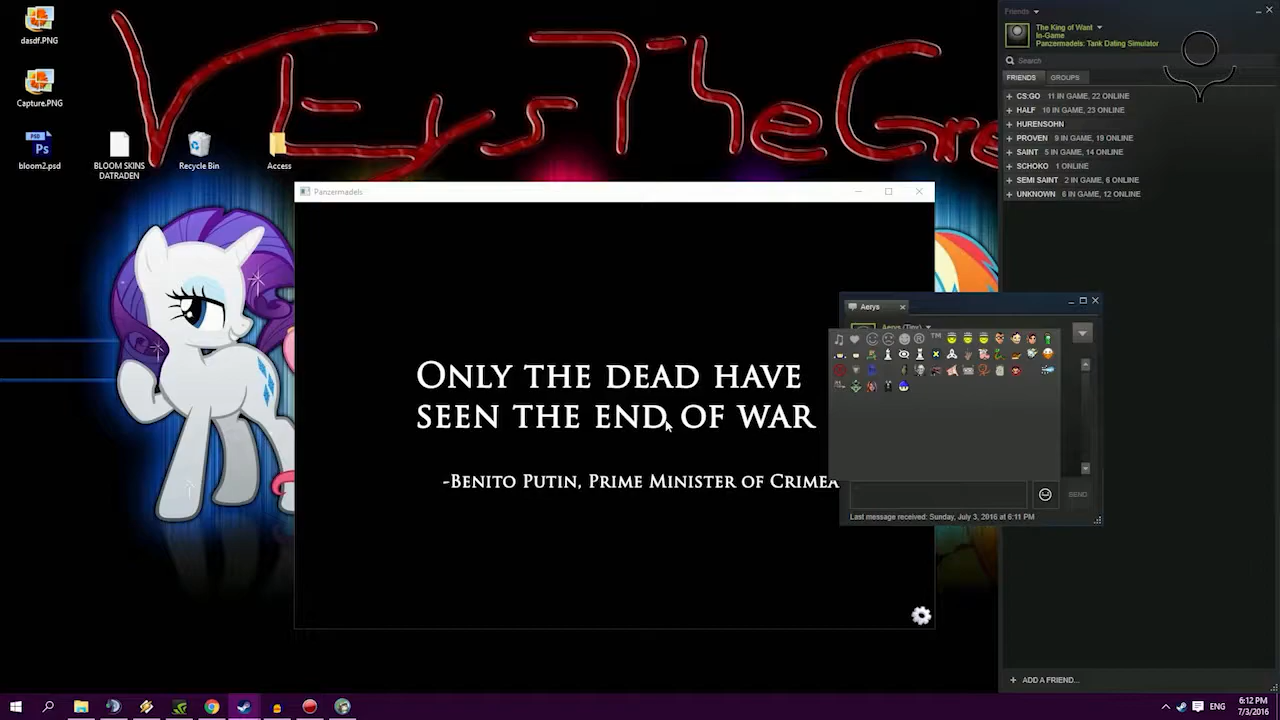 dasdf.PNG
Capture.PNG
bloom2.psd
BLOOM SKINS
DATRADEN
Recycle Bin
Access
Panzermadels
Only the dead have
seen the end of war
-Benito Putin, Prime Minister of Crimea
Friends
The King of Want
In-Game
Panzermadels: Tank Dating Simulator
Search
FRIENDS GROUPS
+ CS:GO 11 IN GAME, 22 ONLINE
+ HALF 10 IN GAME, 23 ONLINE
+ HURENSOHN
+ PROVEN 9 IN GAME, 19 ONLINE
+ SAINT 5 IN GAME, 14 ONLINE
+ SCHOKO 1 ONLINE
+ SEMI SAINT 2 IN GAME, 6 ONLINE
+ UNKNOWN 6 IN GAME, 12 ONLINE
Aerys
SEND
Last message received: Sunday, July 3, 2016 at 6:11 PM
+ ADD A FRIEND...
ENG
6:12 PM
7/3/2016